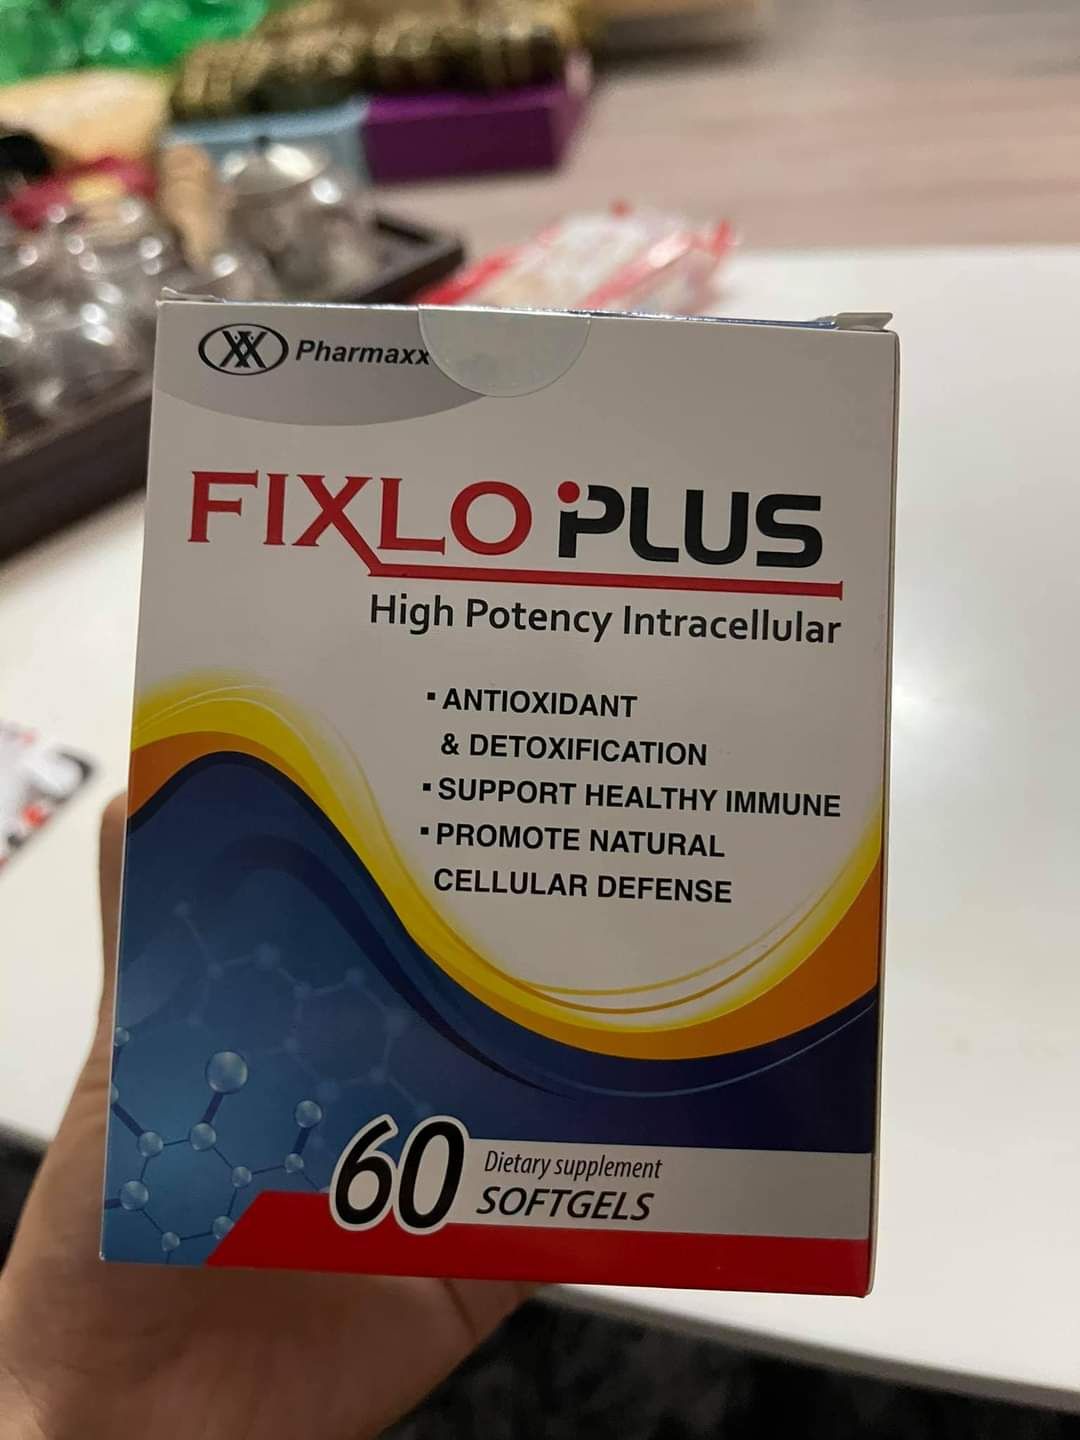 Pharmaxx
FIXLO PLUS
High Potency Intracellular
▪ ANTIOXIDANT
& DETOXIFICATION
▪ SUPPORT HEALTHY IMMUNE
▪ PROMOTE NATURAL
CELLULAR DEFENSE
60
Dietary supplement
SOFTGELS